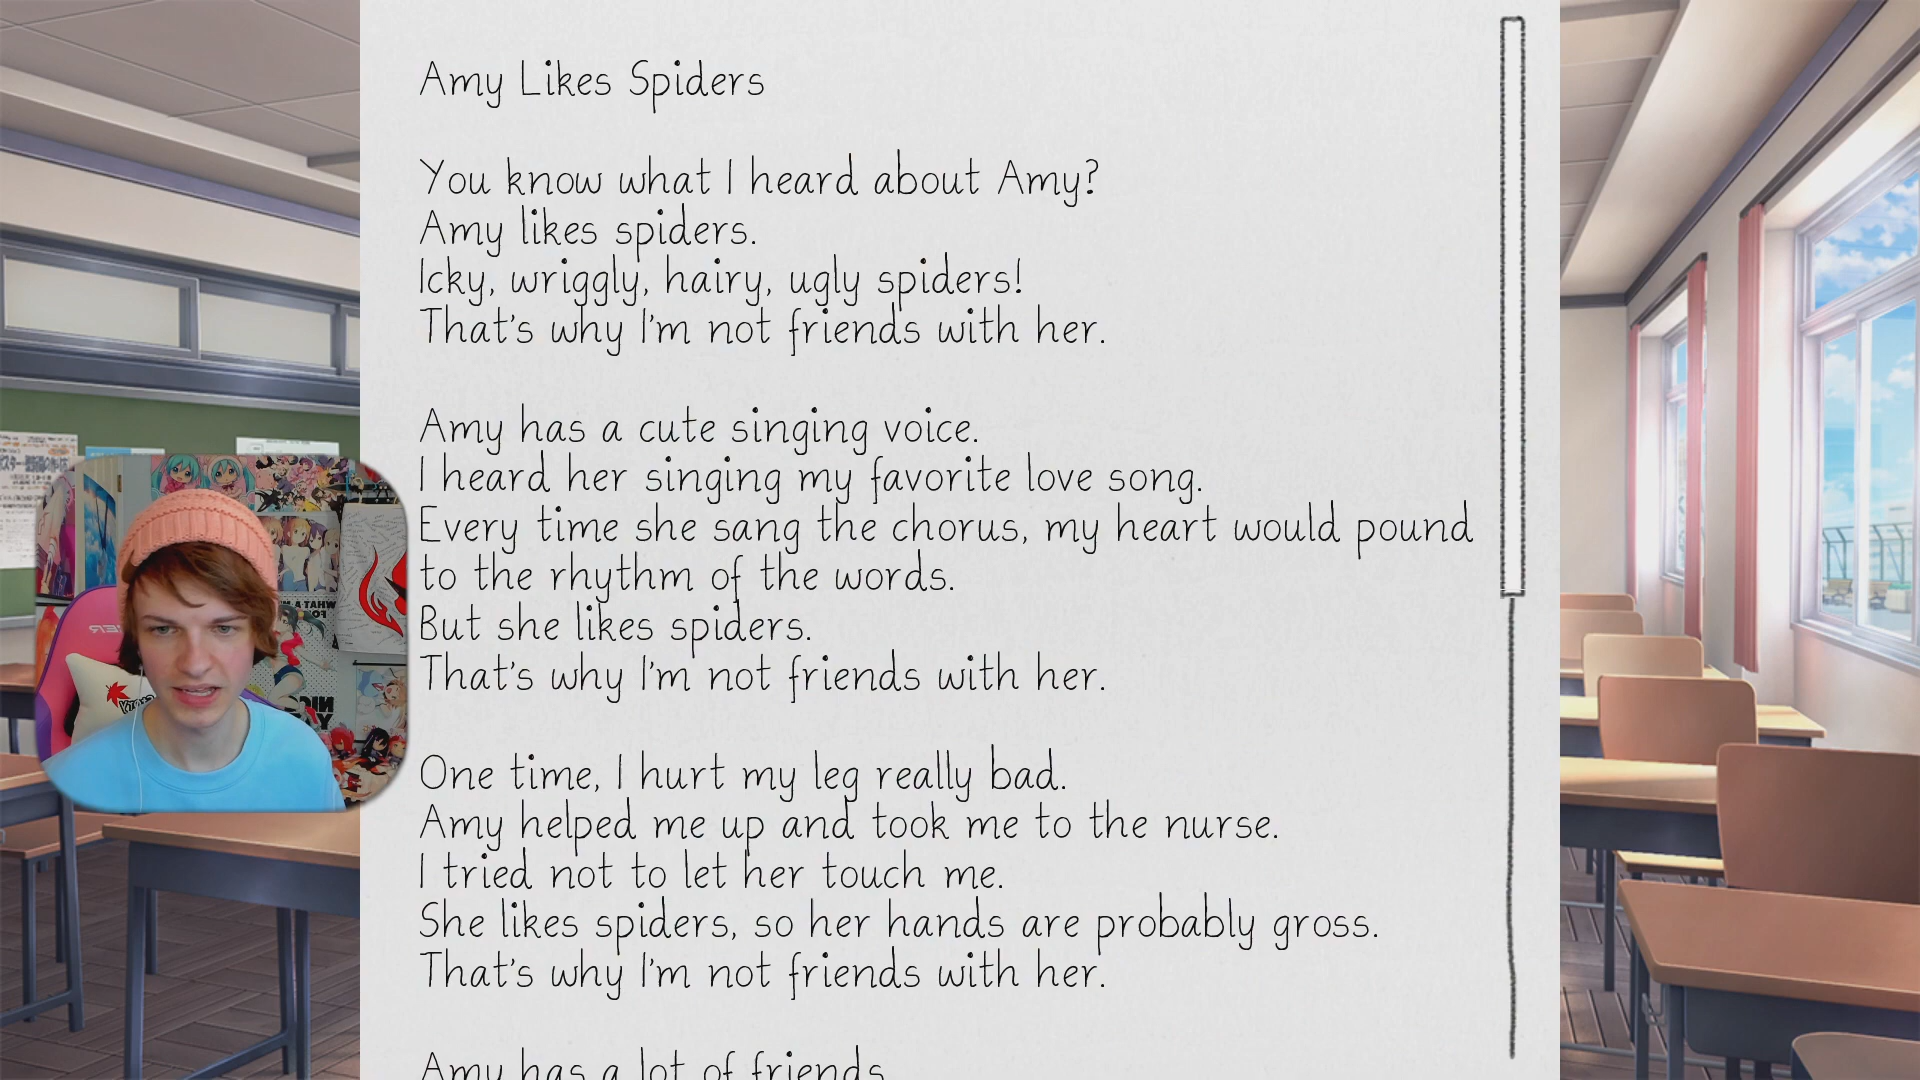 Amy Likes Spiders
You know what I heard about Amy?
Amy likes spiders.
Icky, wriggly, hairy, ugly spiders!
That's why I'm not friends with her.
Amy has a cute singing voice.
I heard her singing my favorite love song.
Every time she sang the chorus, my heart would pound
to the rhythm of the words.
But she likes spiders.
That's why I'm not friends with her.
One time, I hurt my leg really bad.
Amy helped me up and took me to the nurse.
I tried not to let her touch me.
She likes spiders, so her hands are probably gross.
That's why I'm not friends with her.
Amy has a lot of friends